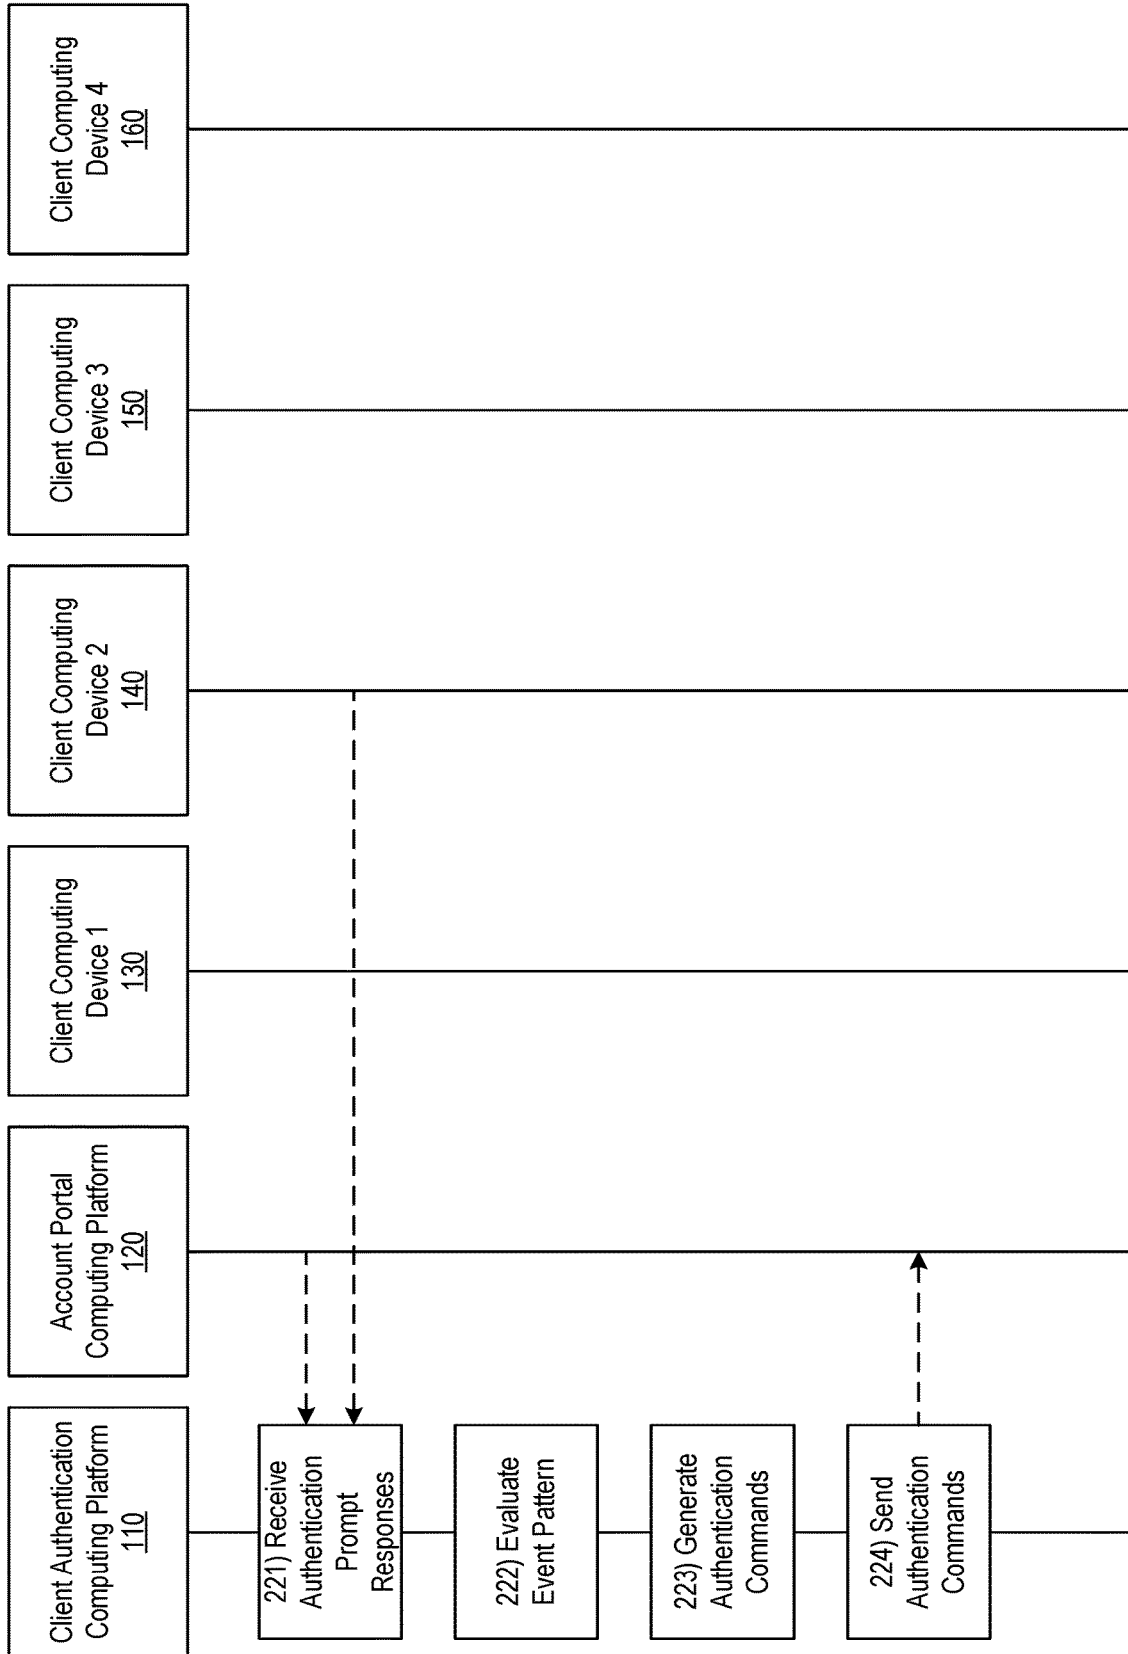 Client Authentication
Computing Platform
110
Account Portal
Computing Platform
120
Client Computing
Device 1
130
Client Computing
Device 2
140
Client Computing
Device 3
150
Client Computing
Device 4
160
221) Receive
Authentication
Prompt
Responses
222) Evaluate
Event Pattern
223) Generate
Authentication
Commands
224) Send
Authentication
Commands